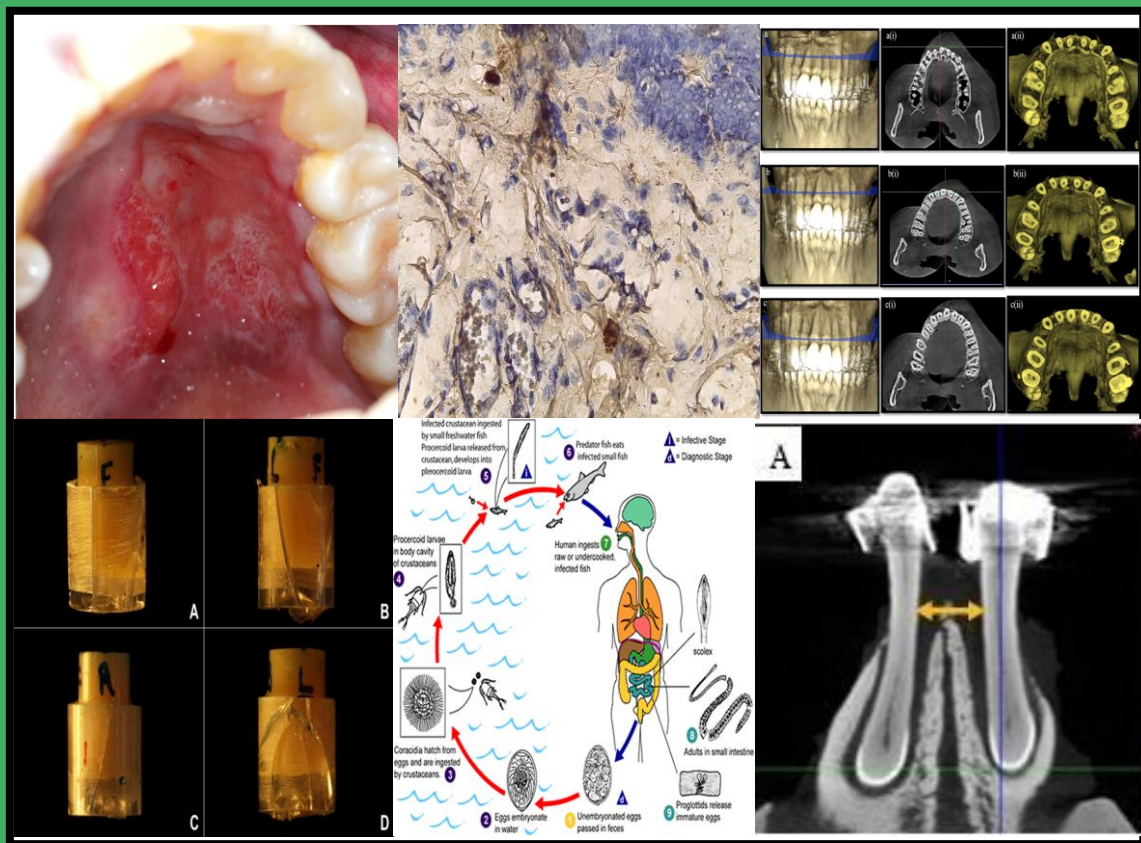 a
a(i)
a(ii)
b
b(i)
b(ii)
c
c(i)
c(ii)
F
A
L F
B
A
C
L
D
Infected crustacean ingested
by small freshwater fish
Procercoid larva released from
crustacean, develops into
plerocercoid larva
5
i
6 Predator fish eats
infected small fish
i = Infective Stage
d = Diagnostic Stage
Procercoid larvae
in body cavity
of crustaceans
4
Human ingests 7
raw or undercooked,
infected fish
scolex
8
Adults in small intestine
Coracidia hatch from
eggs and are ingested
by crustaceans. 3
d
2 Eggs embryonate
in water
1 Unembryonated eggs
passed in feces
Proglottids release
9 immature eggs
A